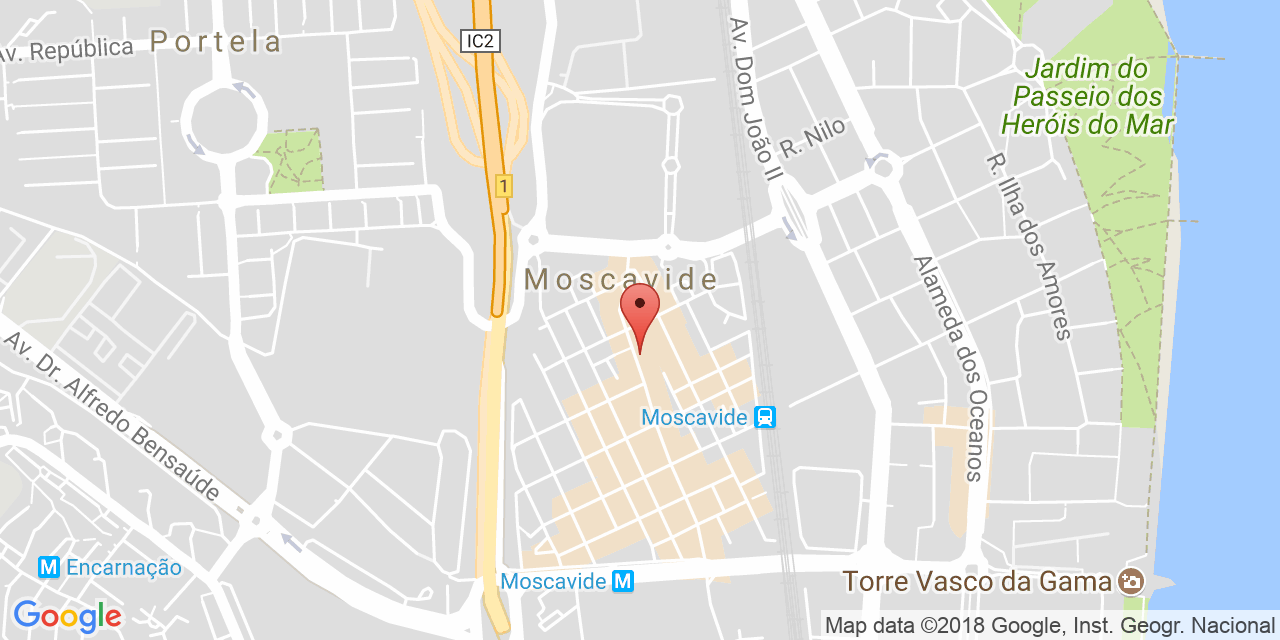 Av. República
Portela
IC2
1
Av. Dom João II
R. Nilo
Jardim do
Passeio dos
Heróis do Mar
R. Ilha dos Amores
Moscavide
Alameda dos Oceanos
Av. Dr. Alfredo Bensaúde
Moscavide
M Encarnação
Moscavide M
Torre Vasco da Gama
Google
Map data ©2018 Google, Inst. Geogr. Nacional